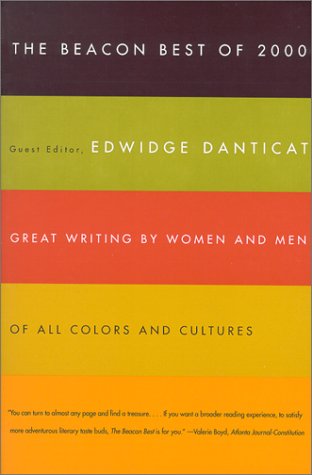 THE BEACON BEST OF 2000
Guest Editor, EDWIDGE DANTICAT
GREAT WRITING BY WOMEN AND MEN
OF ALL COLORS AND CULTURES
"You can turn to almost any page and find a treasure. . . . If you want a broader reading experience, to satisfy
more adventurous literary taste buds, The Beacon Best is for you." —Valerie Boyd, Atlanta Journal-Constitution